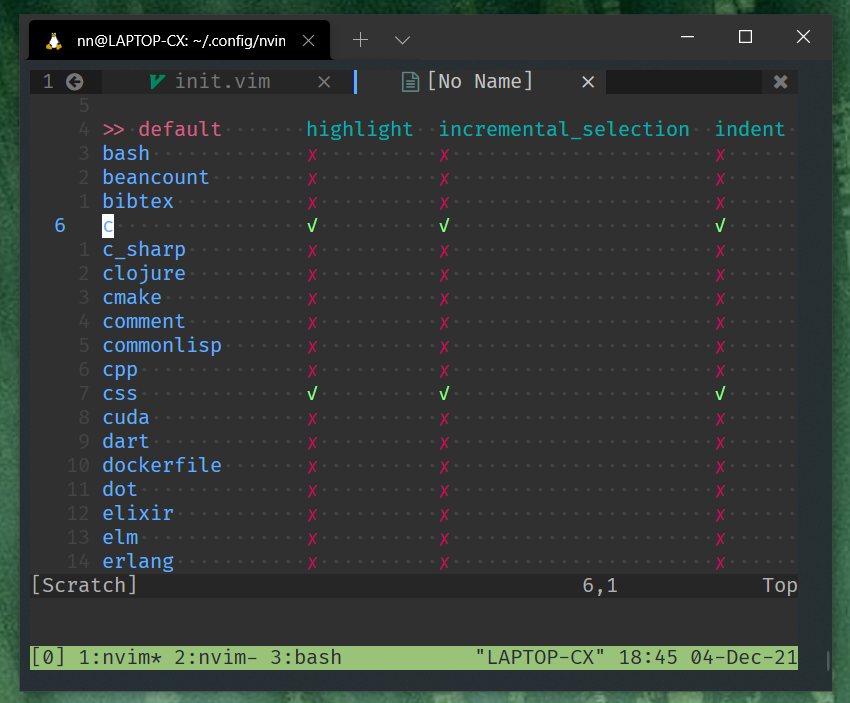 nn@LAPTOP-CX: ~/.config/nvin
1 init.vim [No Name]
5
4 >> default highlight incremental_selection indent
3 bash x x x
2 beancount x x x
1 bibtex x x x
6 c √ √ √
1 c_sharp x x x
2 clojure x x x
3 cmake x x x
4 comment x x x
5 commonlisp x x x
6 cpp x x x
7 css √ √ √
8 cuda x x x
9 dart x x x
10 dockerfile x x x
11 dot x x x
12 elixir x x x
13 elm x x x
14 erlang x x x
[Scratch] 6,1 Top
[0] 1:nvim* 2:nvim- 3:bash "LAPTOP-CX" 18:45 04-Dec-21